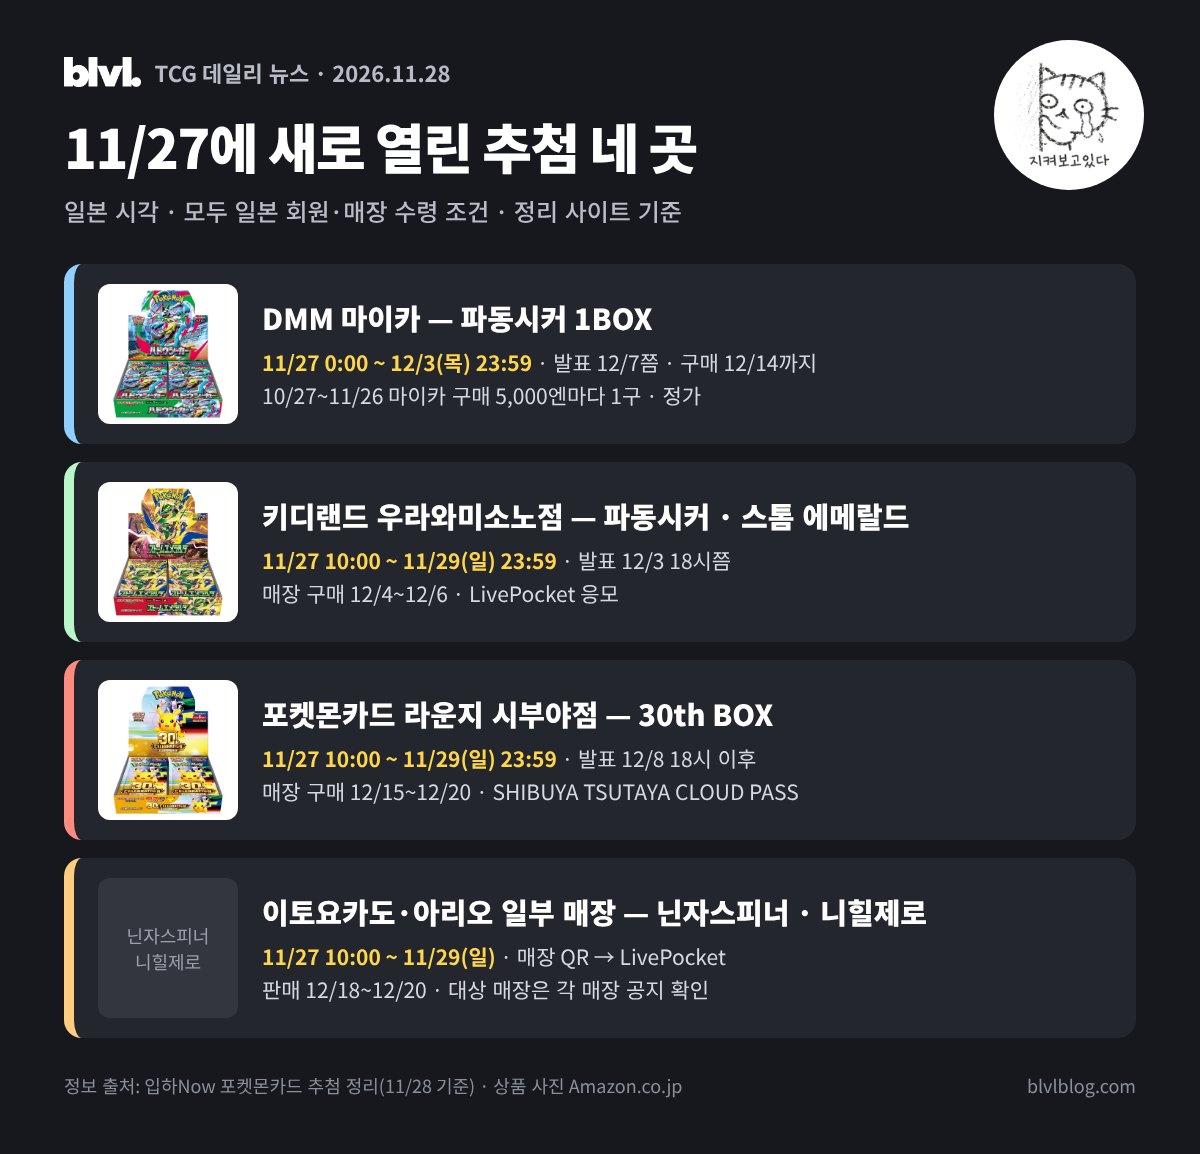 blvl. TCG 데일리 뉴스 · 2026.11.28
11/27에 새로 열린 추첨 네 곳
일본 시각 · 모두 일본 회원·매장 수령 조건 · 정리 사이트 기준
지켜보고있다
DMM 마이카 — 파동시커 1BOX
11/27 0:00 ~ 12/3(목) 23:59 · 발표 12/7쯤 · 구매 12/14까지
10/27~11/26 마이카 구매 5,000엔마다 1구 · 정가
키디랜드 우라와미소노점 — 파동시커 · 스톰 에메랄드
11/27 10:00 ~ 11/29(일) 23:59 · 발표 12/3 18시쯤
매장 구매 12/4~12/6 · LivePocket 응모
포켓몬카드 라운지 시부야점 — 30th BOX
11/27 10:00 ~ 11/29(일) 23:59 · 발표 12/8 18시 이후
매장 구매 12/15~12/20 · SHIBUYA TSUTAYA CLOUD PASS
닌자스피너
니힐제로
이토요카도·아리오 일부 매장 — 닌자스피너 · 니힐제로
11/27 10:00 ~ 11/29(일) · 매장 QR → LivePocket
판매 12/18~12/20 · 대상 매장은 각 매장 공지 확인
정보 출처: 입하Now 포켓몬카드 추첨 정리(11/28 기준) · 상품 사진 Amazon.co.jp
blvlblog.com